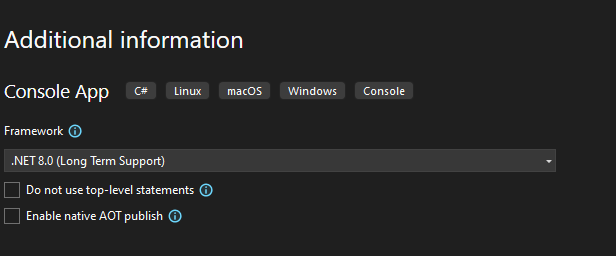 Additional information
Console App C# Linux macOS Windows Console
Framework
.NET 8.0 (Long Term Support)
Do not use top-level statements
Enable native AOT publish